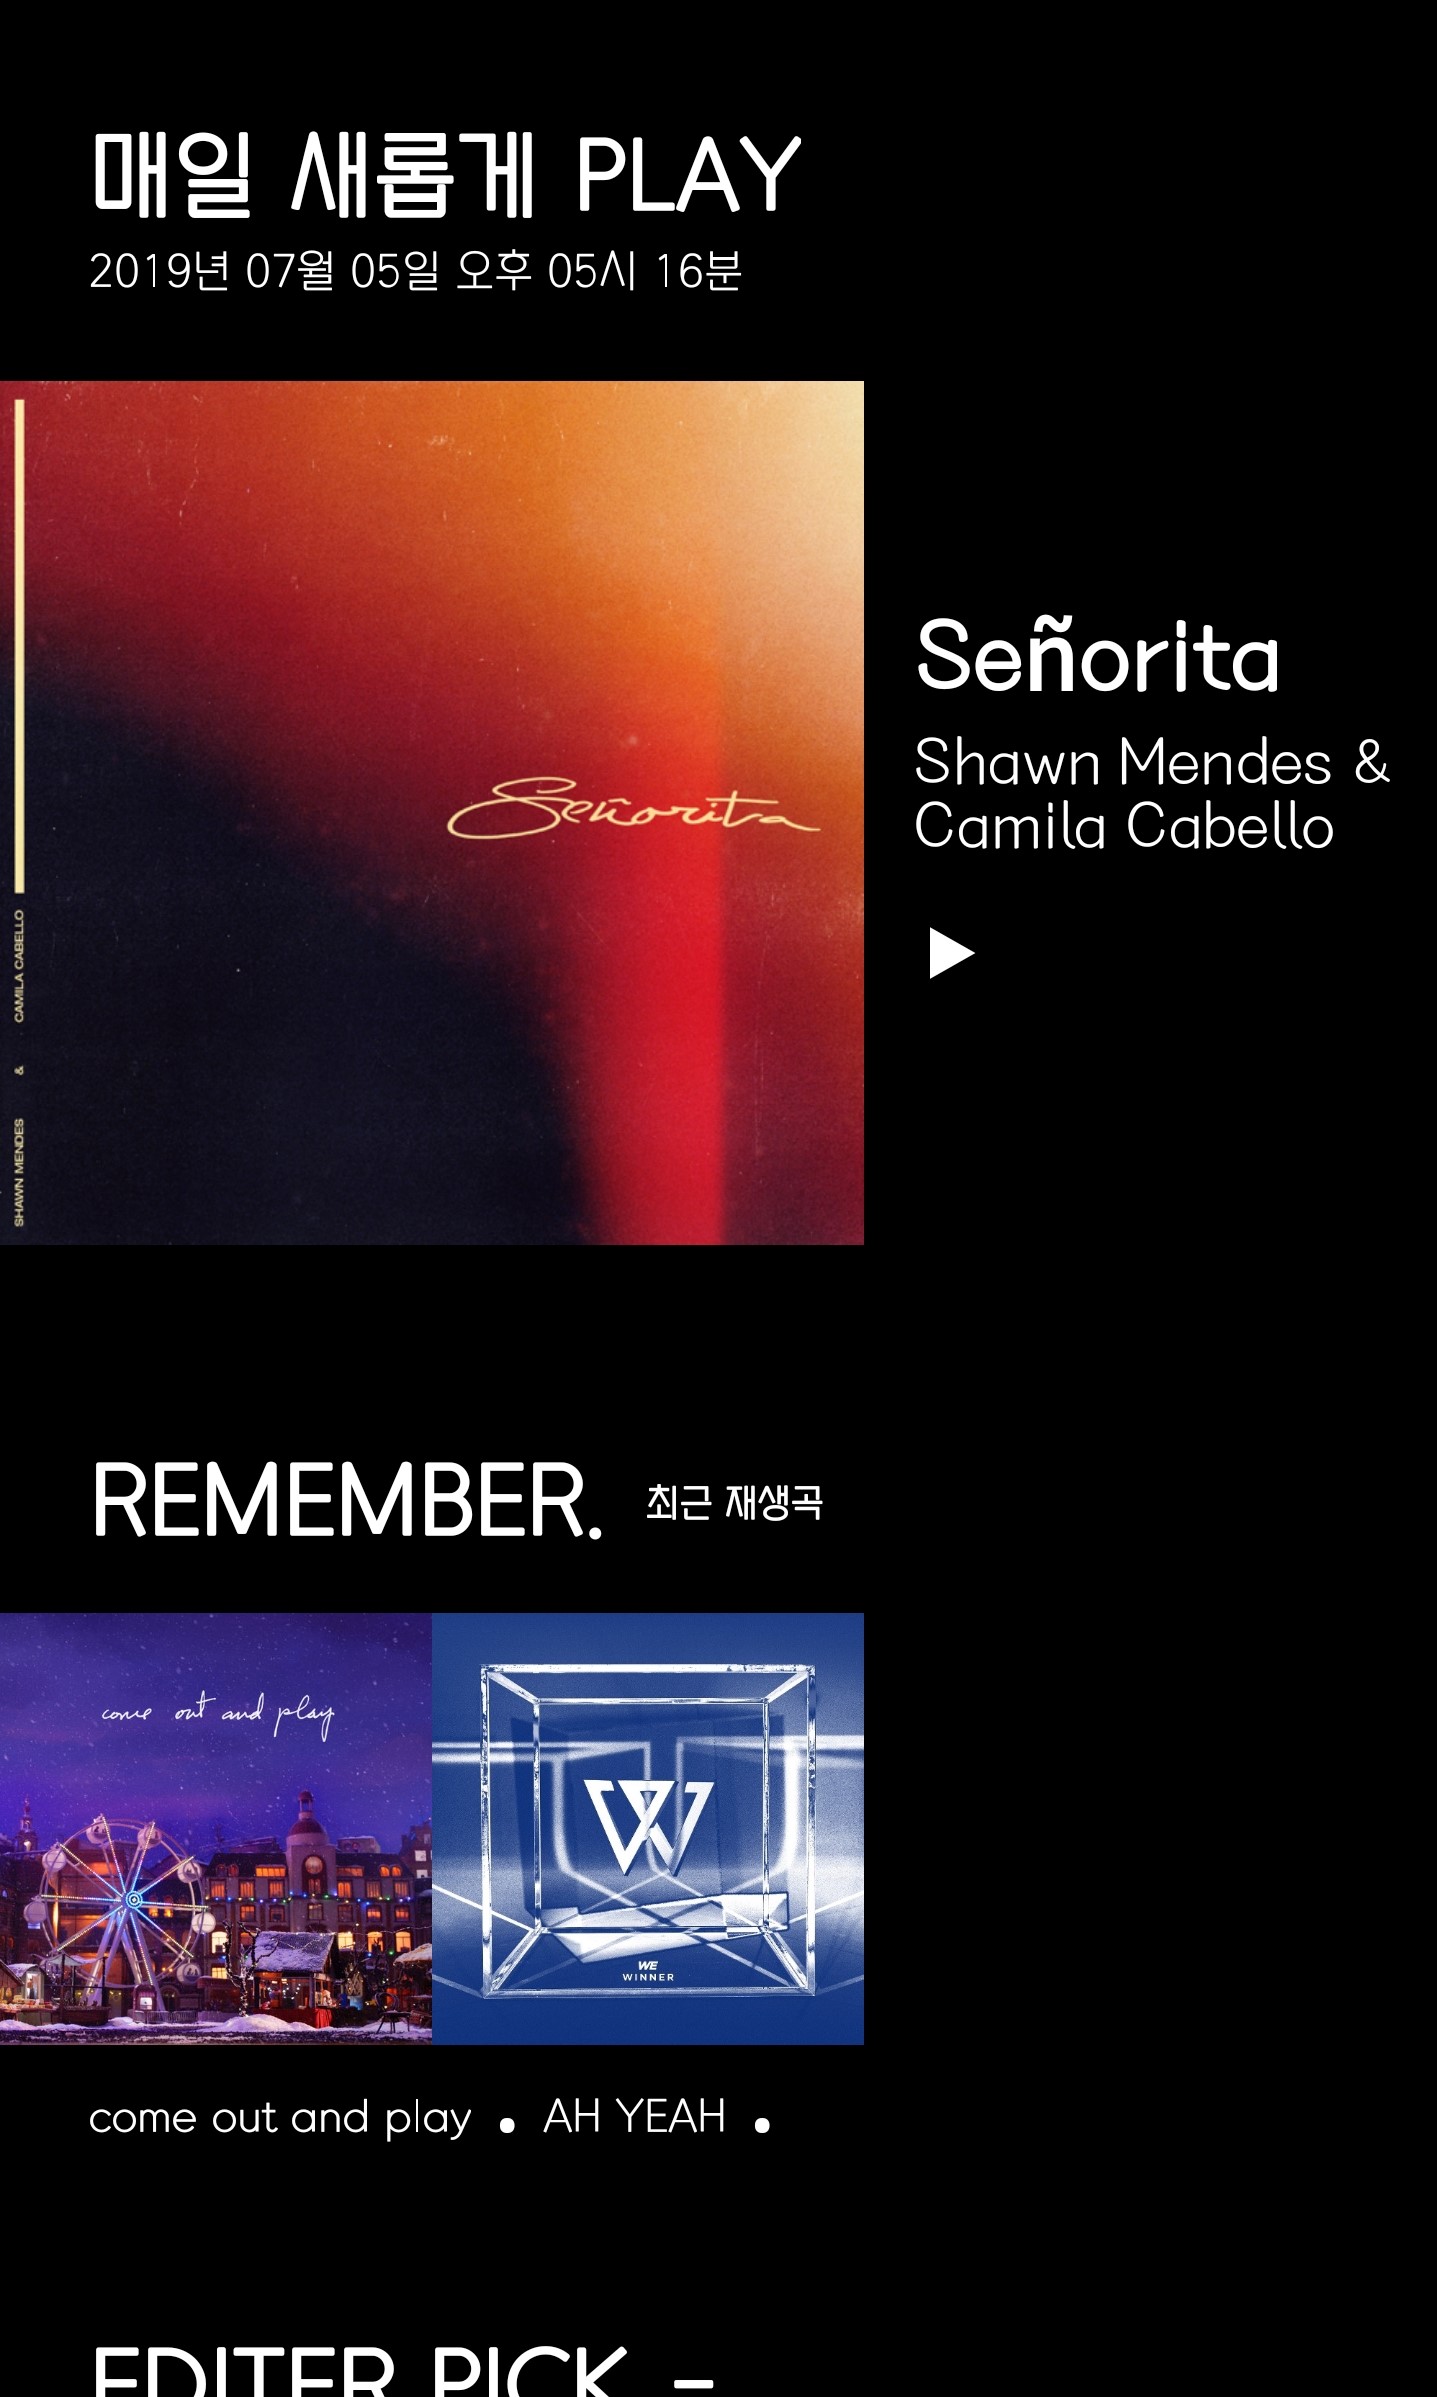 매일 새롭게 PLAY
2019년 07월 05일 오후 05시 16분
Señorita
SHAWN MENDES & CAMILA CABELLO
Señorita
Shawn Mendes &
Camila Cabello
REMEMBER. 최근 재생곡
come out and play
W
WE
WINNER
come out and play . AH YEAH .
EDITER PICK -